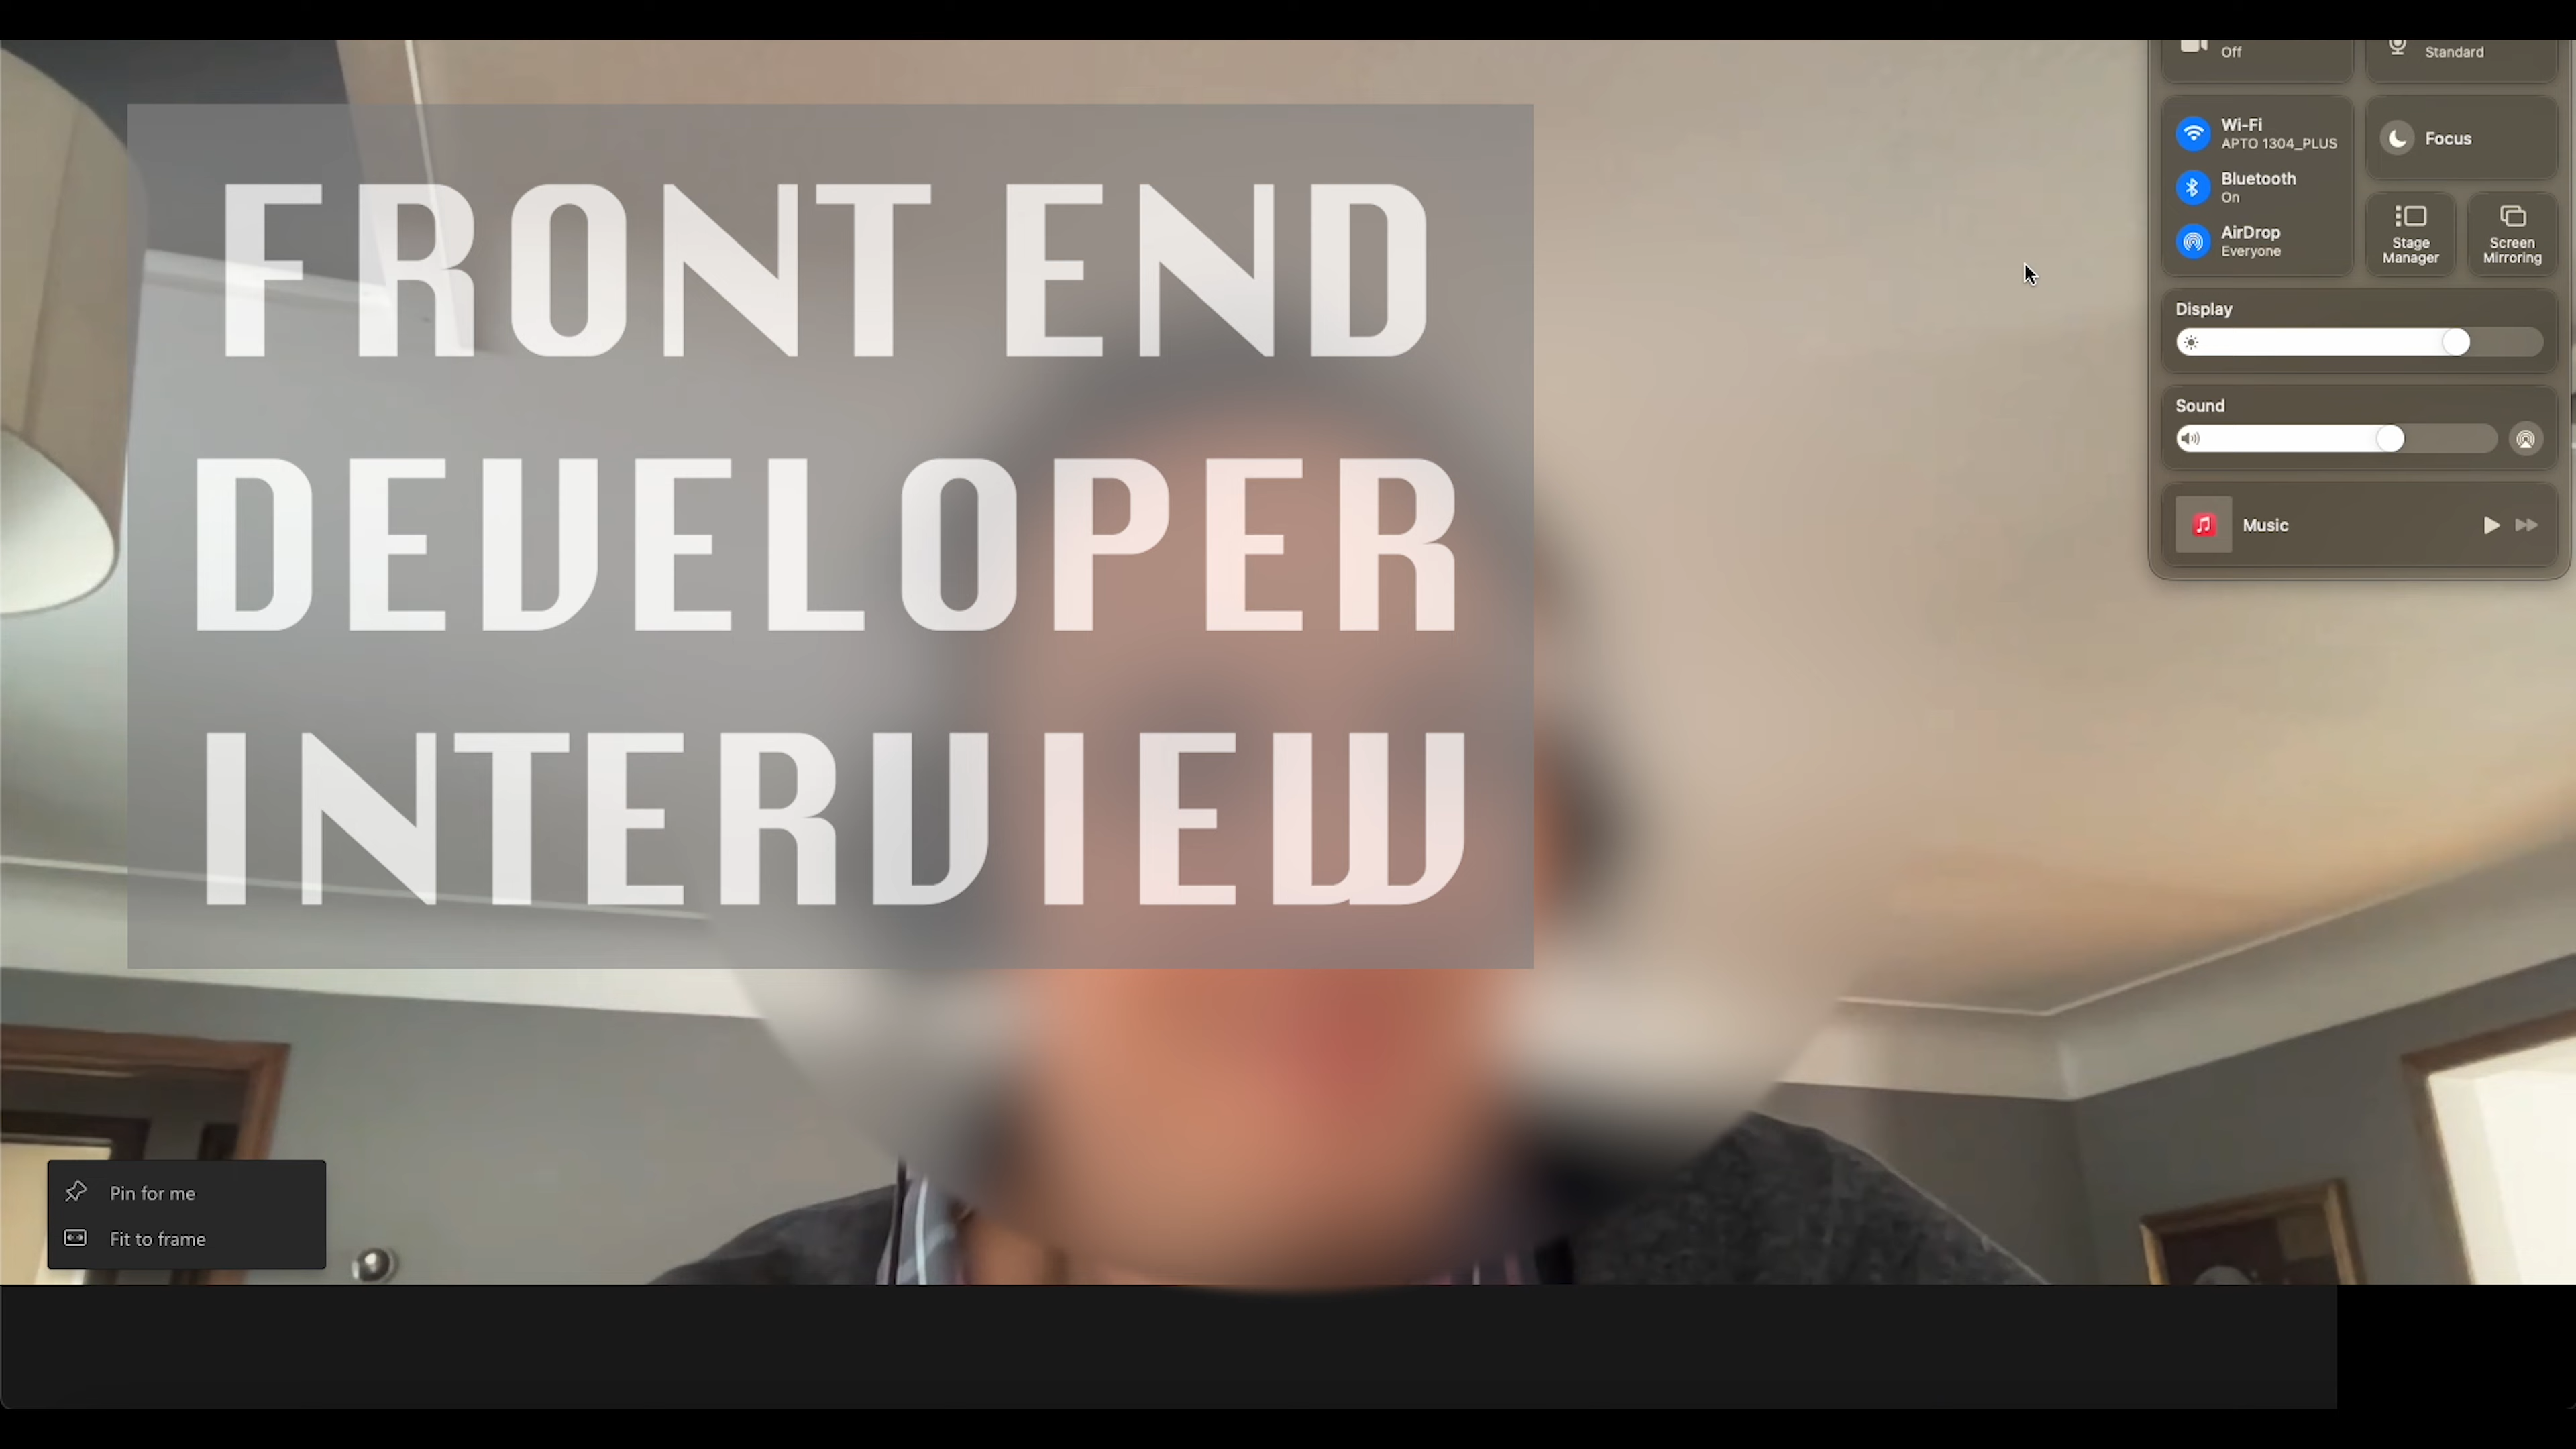 FRONT END
DEVELOPER
INTERVIEW
Off
Standard
Wi-Fi
APTO 1304_PLUS
Focus
Bluetooth
On
AirDrop
Everyone
Stage
Manager
Screen
Mirroring
Display
Sound
Music
Pin for me
Fit to frame